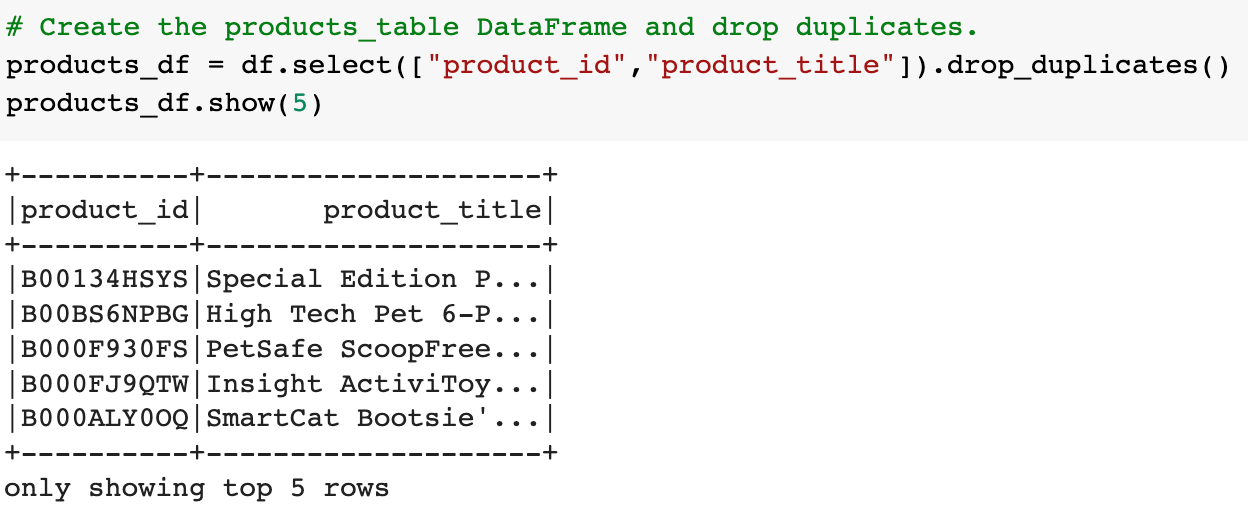 # Create the products_table DataFrame and drop duplicates.
products_df = df.select(["product_id","product_title"]).drop_duplicates()
products_df.show(5)
+----------+--------------------+
|product_id|       product_title|
+----------+--------------------+
|B00134HSYS|Special Edition P...|
|B00BS6NPBG|High Tech Pet 6-P...|
|B000F930FS|PetSafe ScoopFree...|
|B000FJ9QTW|Insight ActiviToy...|
|B000ALY0OQ|SmartCat Bootsie'...|
+----------+--------------------+
only showing top 5 rows